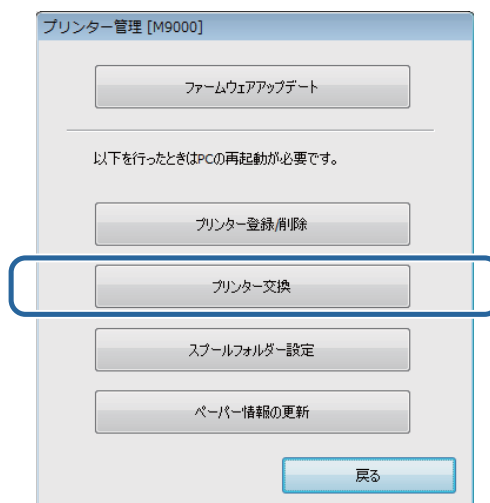 プリンター管理 [M9000]
ファームウェアアップデート
以下を行ったときはPCの再起動が必要です。
プリンター登録/削除
プリンター交換
スプールフォルダー設定
ペーパー情報の更新
戻る